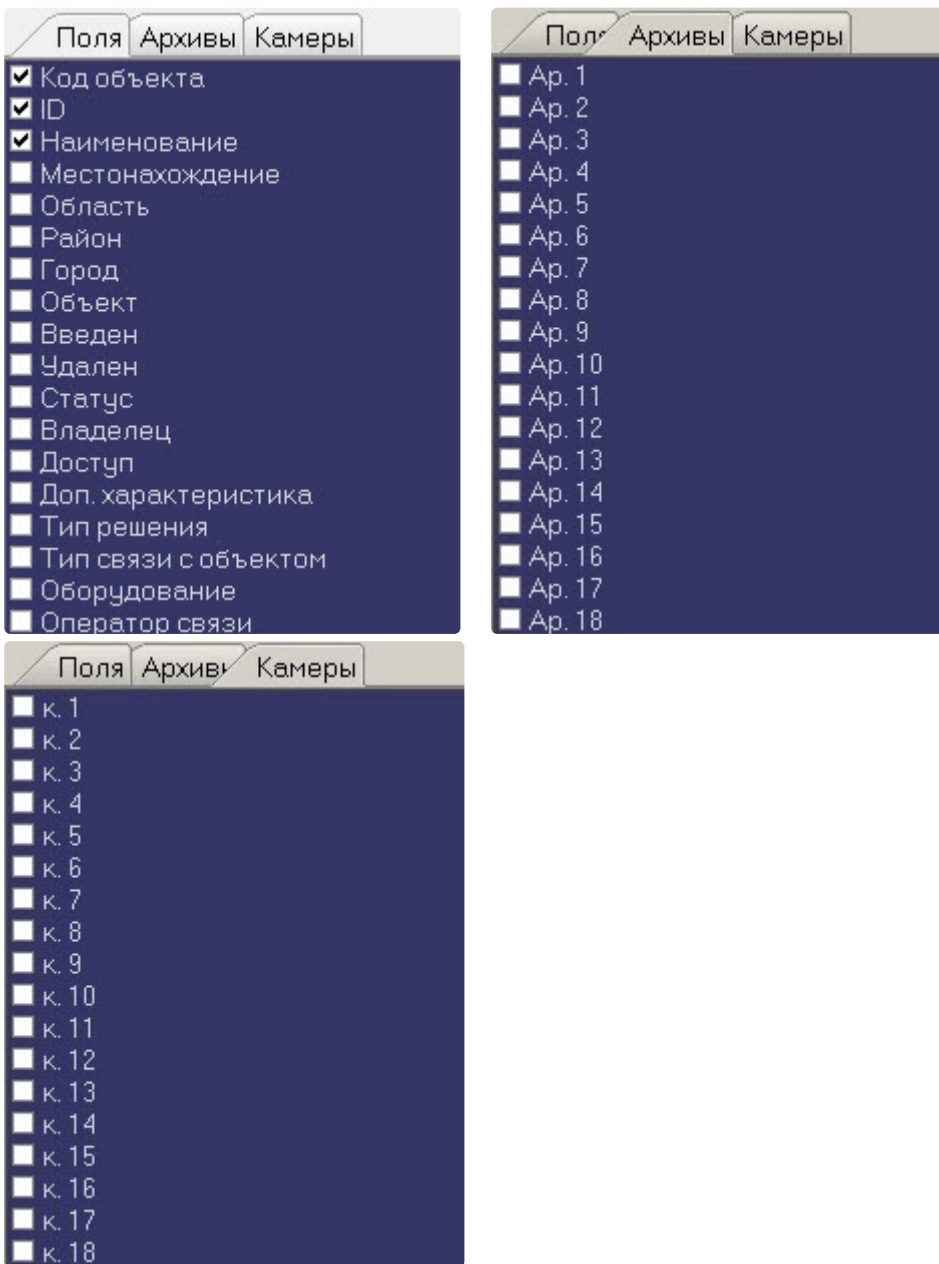 Поля Архивы Камеры
Код объекта
ID
Наименование
Местонахождение
Область
Район
Город
Объект
Введен
Удален
Статус
Владелец
Доступ
Доп. характеристика
Тип решения
Тип связи с объектом
Оборудование
Оператор связи
Поля Архивы Камеры
Ар. 1
Ар. 2
Ар. 3
Ар. 4
Ар. 5
Ар. 6
Ар. 7
Ар. 8
Ар. 9
Ар. 10
Ар. 11
Ар. 12
Ар. 13
Ар. 14
Ар. 15
Ар. 16
Ар. 17
Ар. 18
Поля Архивы Камеры
к. 1
к. 2
к. 3
к. 4
к. 5
к. 6
к. 7
к. 8
к. 9
к. 10
к. 11
к. 12
к. 13
к. 14
к. 15
к. 16
к. 17
к. 18